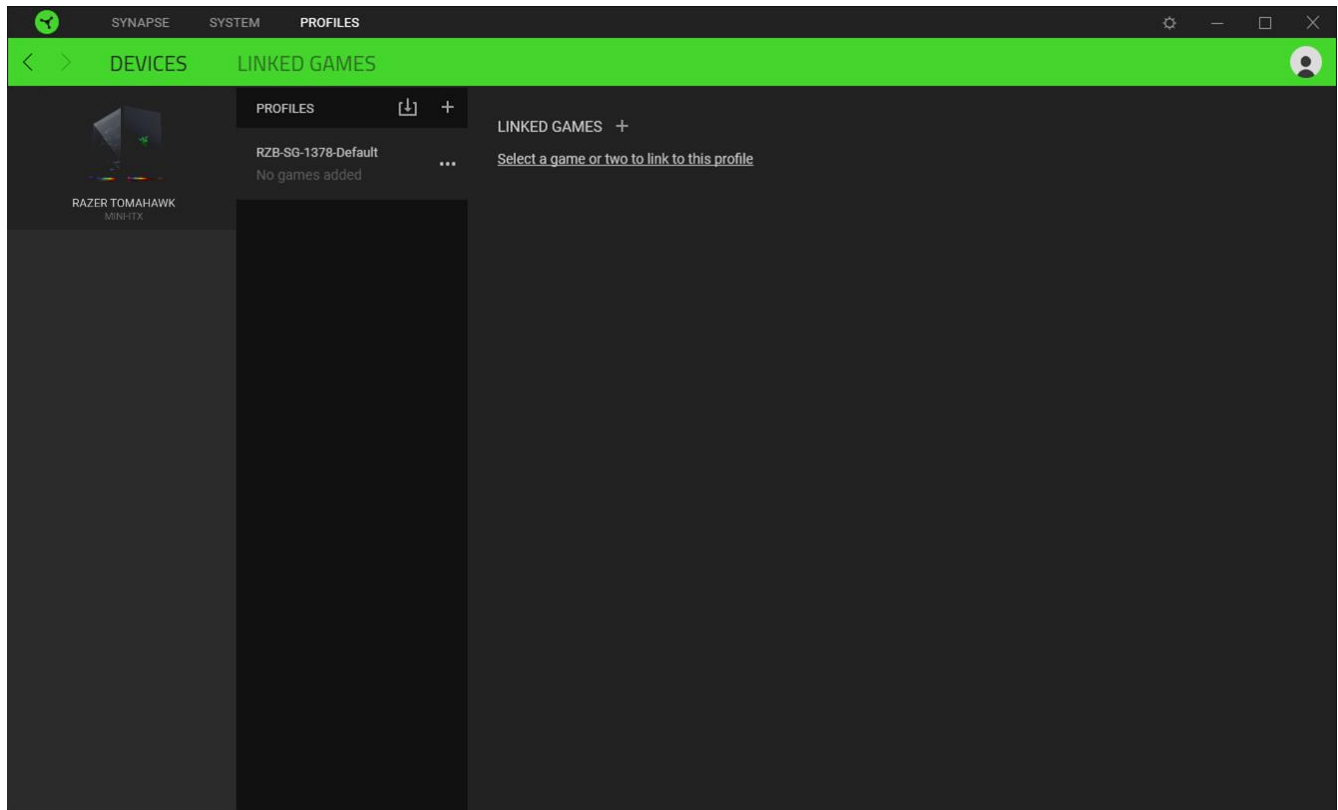 SYNAPSE SYSTEM PROFILES
DEVICES LINKED GAMES
RAZER TOMAHAWK
MINI-ITX
PROFILES
RZB-SG-1378-Default
No games added
LINKED GAMES
Select a game or two to link to this profile